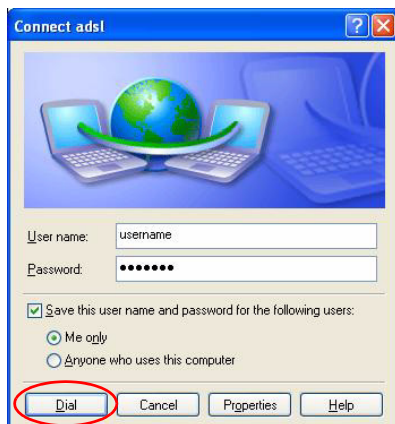 Connect adsl
User name: username
Password: •••••••
Save this user name and password for the following users:
Me only
Anyone who uses this computer
Dial Cancel Properties Help